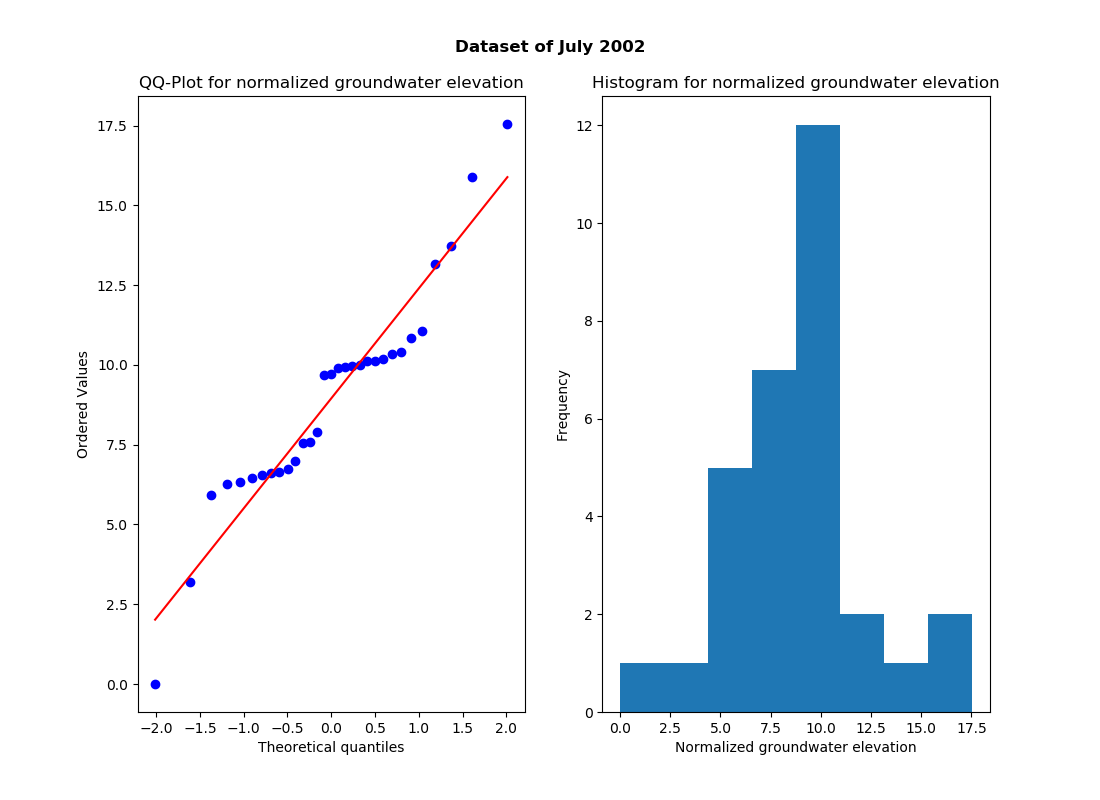 Dataset of July 2002
QQ-Plot for normalized groundwater elevation
17.5
15.0
12.5
10.0
7.5
5.0
2.5
0.0
Ordered Values
−2.0 −1.5 −1.0 −0.5 0.0 0.5 1.0 1.5 2.0
Theoretical quantiles
Histogram for normalized groundwater elevation
12
10
8
6
4
2
0
Frequency
0.0 2.5 5.0 7.5 10.0 12.5 15.0 17.5
Normalized groundwater elevation